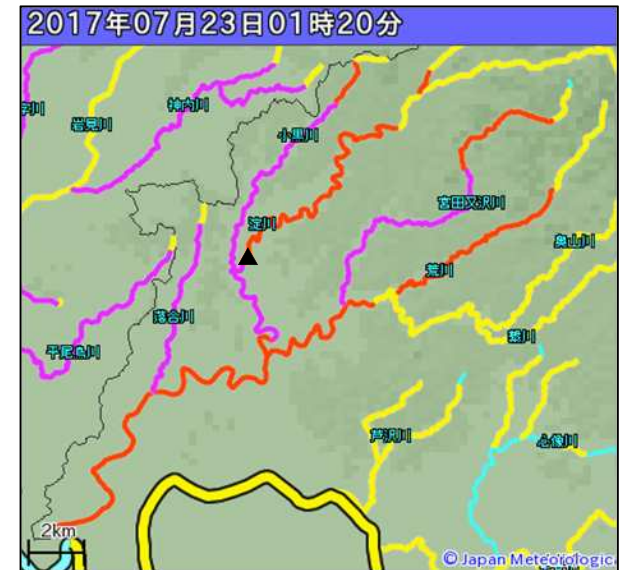 2017年07月23日01時20分
神内川
岩見川
小黒川
宮田又沢川
淀川
奥山川
荒川
落合川
繋川
平尾鳥川
芦沢川
心像川
2km
© Japan Meteorologic